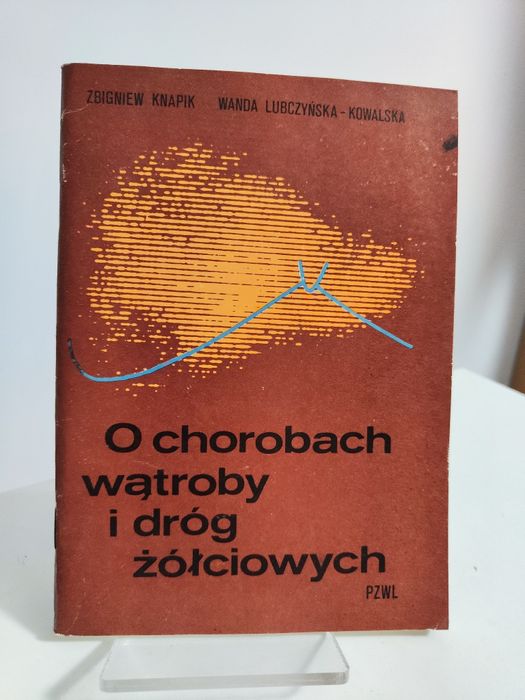 ZBIGNIEW KNAPIK WANDA LUBCZYŃSKA-KOWALSKA
O chorobach
wątroby
i dróg
żółciowych
PZWL